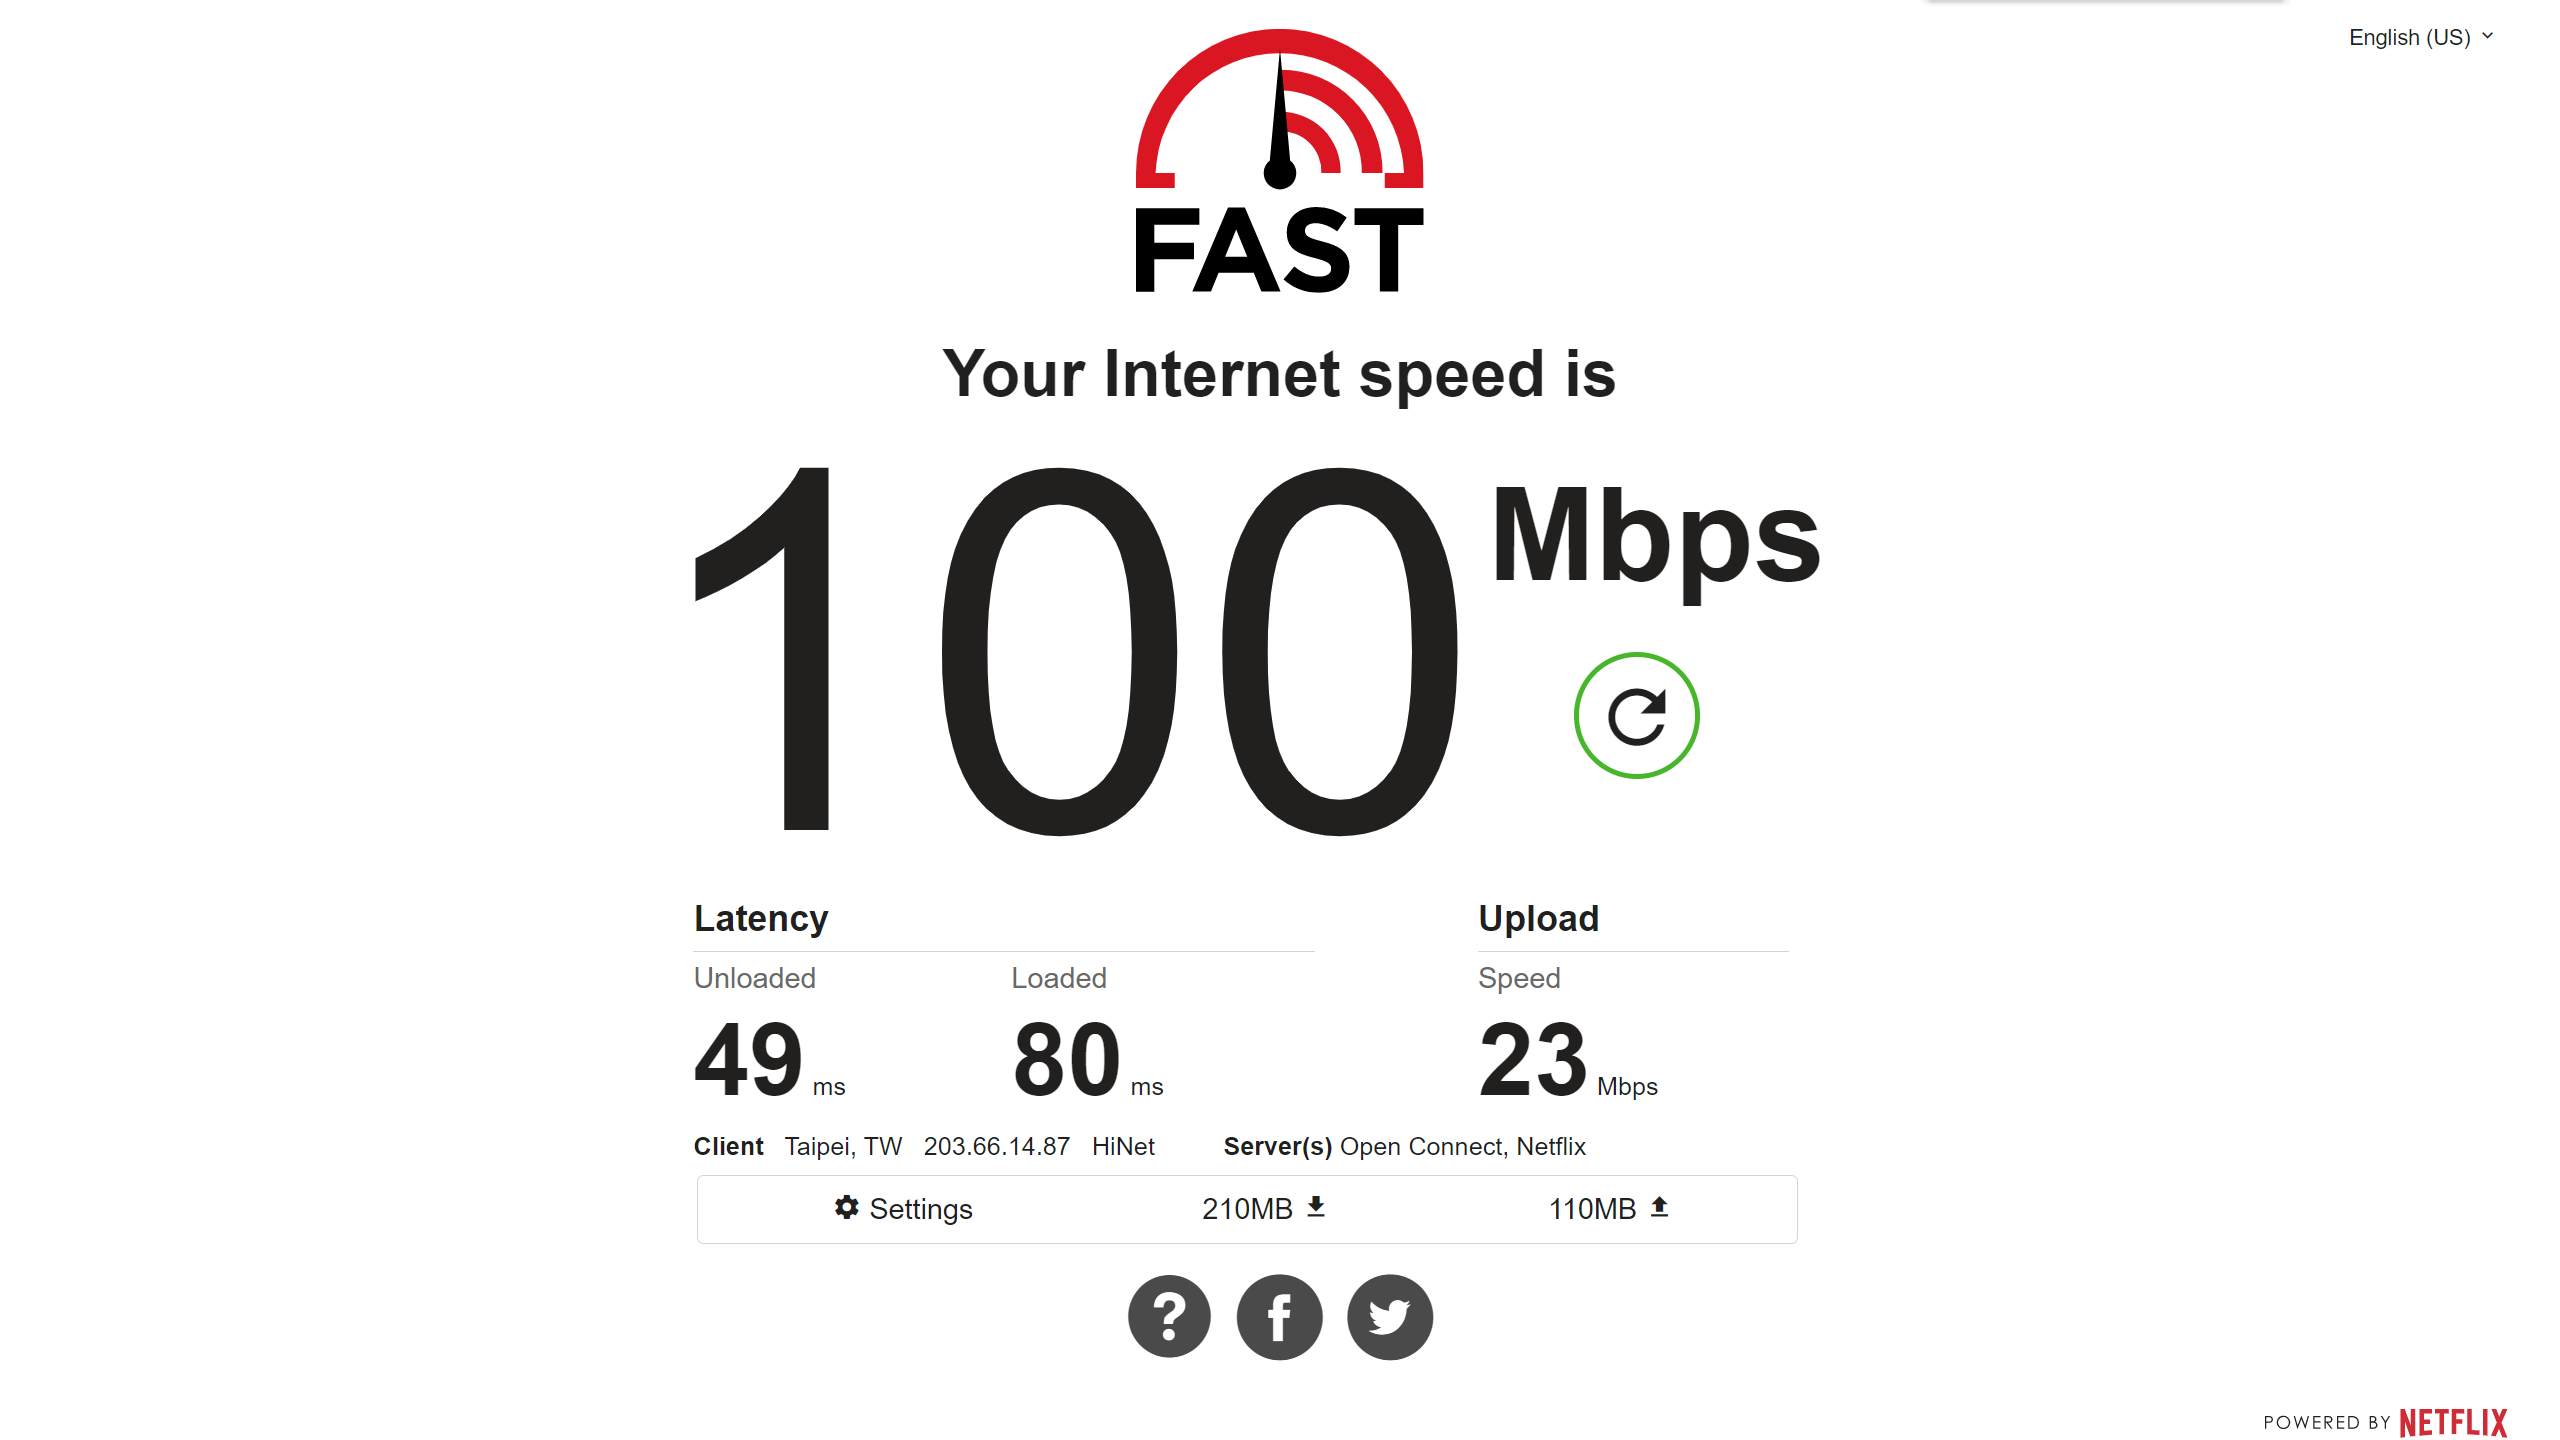 English (US)
FAST
Your Internet speed is
100 Mbps
Latency
Upload
Unloaded
Loaded
Speed
49 ms
80 ms
23 Mbps
Client Taipei, TW 203.66.14.87 HiNet Server(s) Open Connect, Netflix
Settings 210MB 110MB
POWERED BY NETFLIX